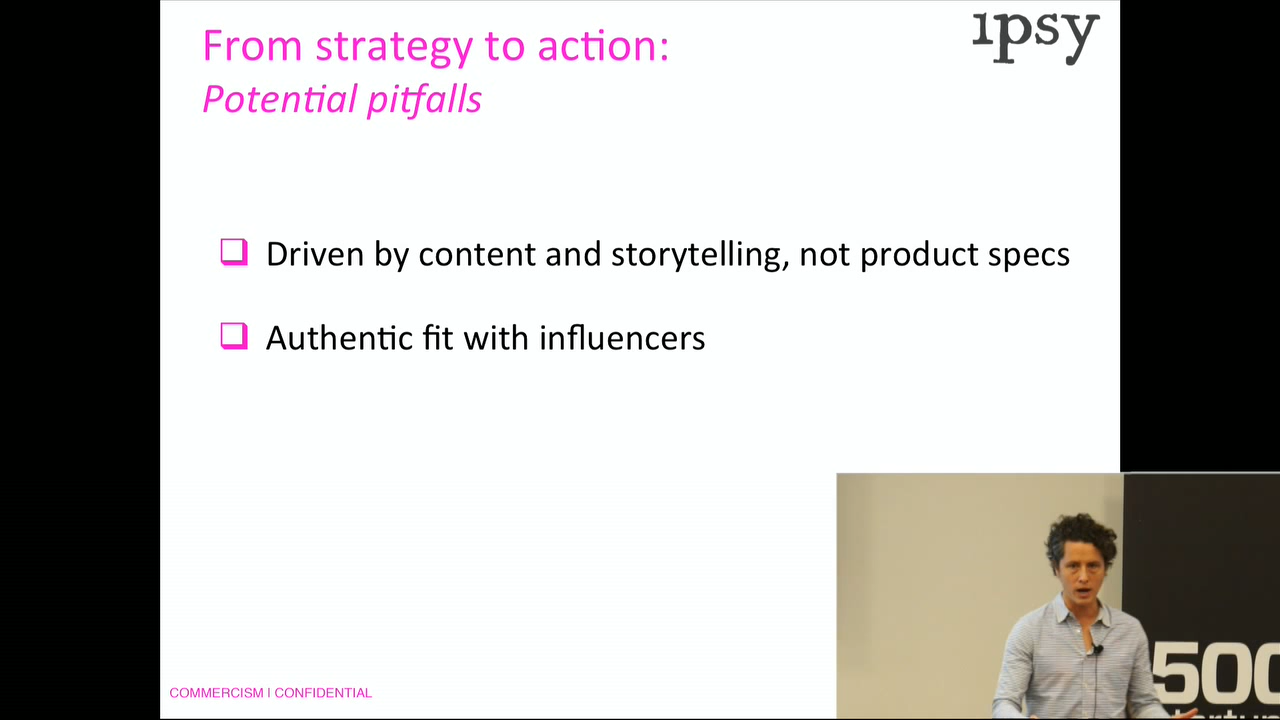 From strategy to action:
ipsy
Potential pitfalls
Driven by content and storytelling, not product specs
Authentic fit with influencers
COMMERCISM I CONFIDENTIAL
500
startup